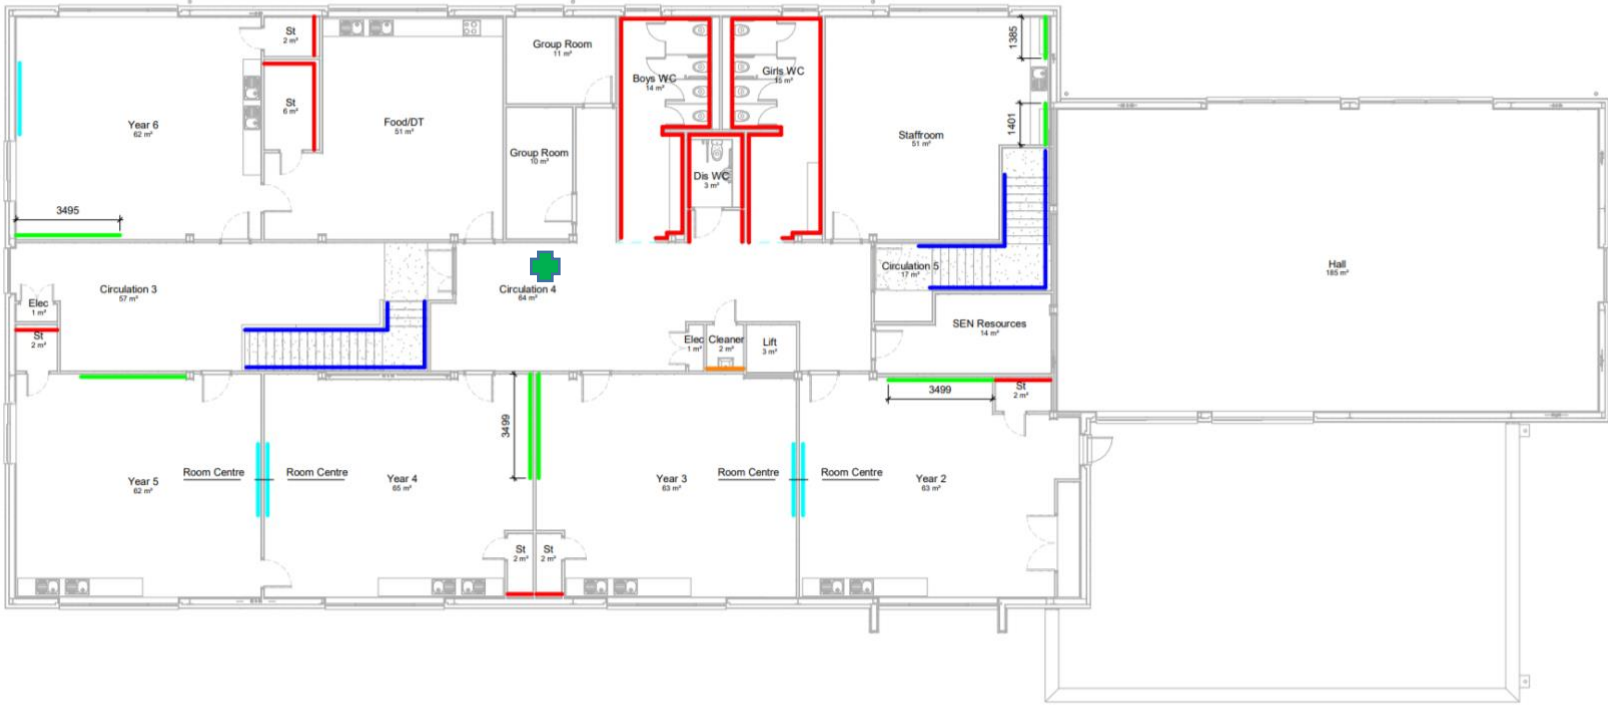 St
2 m²
Group Room
11 m²
1385
Boys WC
14 m²
Girls WC
15 m²
St
6 m²
Year 6
62 m²
Food/DT
51 m²
Staffroom
51 m²
1401
Group Room
10 m²
Dis WC
3 m²
3495
Circulation 5
17 m²
Hall
185 m²
Circulation 3
57 m²
Circulation 4
64 m²
Elec
1 m²
SEN Resources
14 m²
St
2 m²
Elec
1 m²
Cleaner
2 m²
Lift
3 m²
3499
St
2 m²
3499
Room Centre
Room Centre
Room Centre
Room Centre
Year 5
62 m²
Year 4
65 m²
Year 3
63 m²
Year 2
63 m²
St
2 m²
St
2 m²